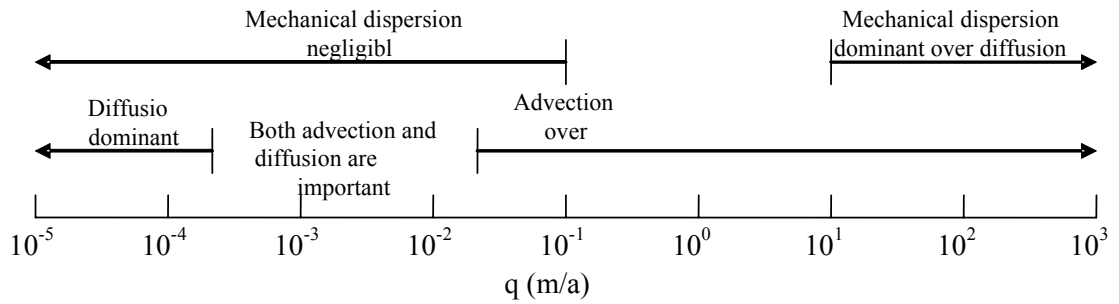 Mechanical dispersion
negligibl
Mechanical dispersion
dominant over diffusion
Diffusio
dominant
Both advection and
diffusion are
important
Advection
over
10⁻⁵ 10⁻⁴ 10⁻³ 10⁻² 10⁻¹ 10⁰ 10¹ 10² 10³
q (m/a)